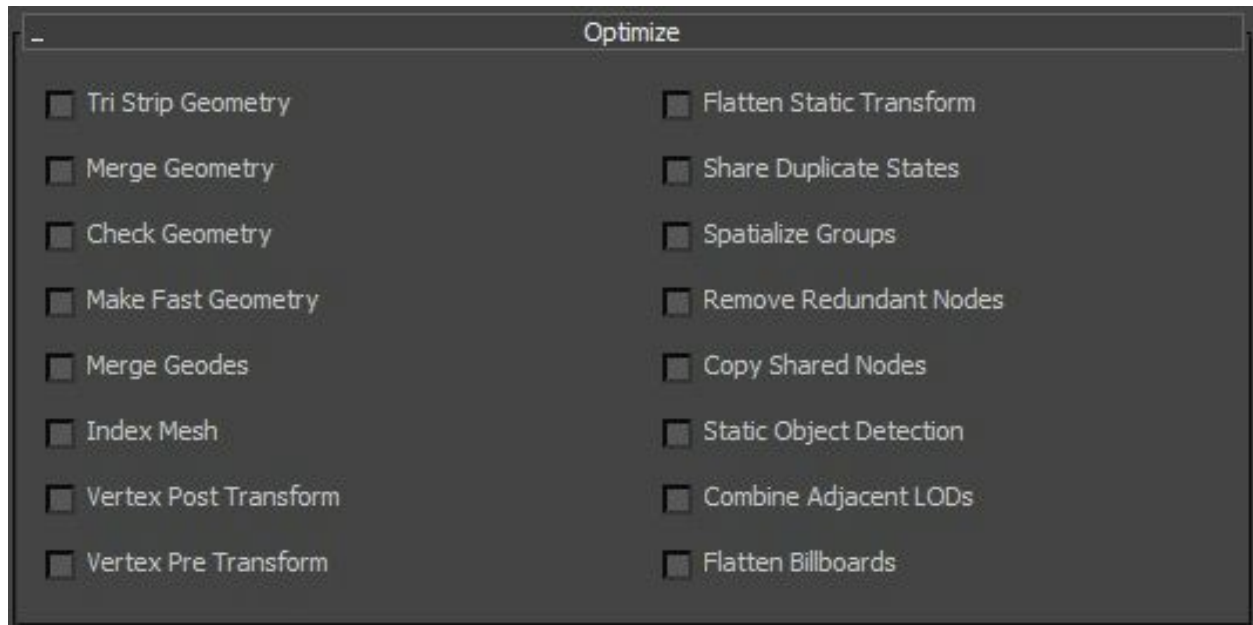 Optimize
Tri Strip Geometry
Merge Geometry
Check Geometry
Make Fast Geometry
Merge Geodes
Index Mesh
Vertex Post Transform
Vertex Pre Transform
Flatten Static Transform
Share Duplicate States
Spatialize Groups
Remove Redundant Nodes
Copy Shared Nodes
Static Object Detection
Combine Adjacent LODs
Flatten Billboards